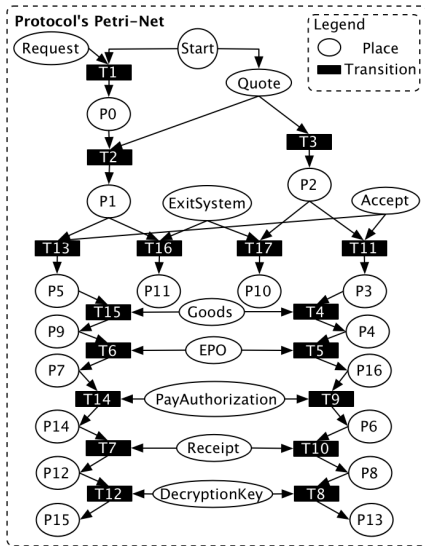 Protocol's Petri-Net
Legend
Place
Transition
Request
Start
T1
Quote
P0
T3
T2
P2
P1
ExitSystem
Accept
T13
T16
T17
T11
P5
P11
P10
P3
T15
Goods
T4
P9
P4
T6
EPO
T5
P7
P16
T14
PayAuthorization
T9
P14
P6
T7
Receipt
T10
P12
P8
T12
DecryptionKey
T8
P15
P13